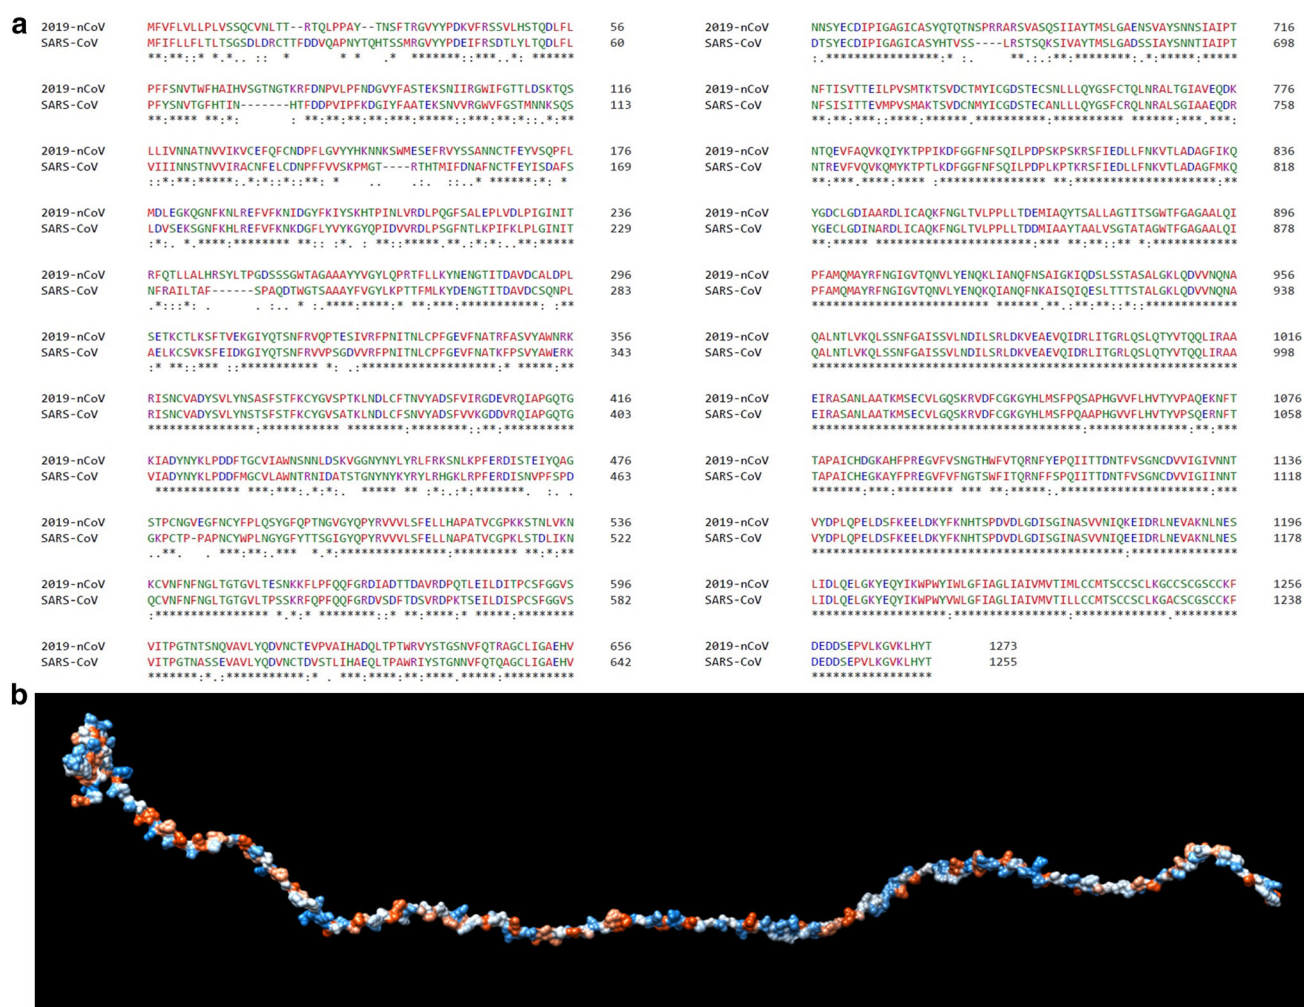 a
2019-nCoV MFVFLVLLPLVSSQCVNLTT--RTQLPPAY--TNSFTRGVYYPDKVFRSSVLHSTQDLFL 56
SARS-CoV MFIFLLFLTLTSGSDLDRCTTFDDVQAPNYTQHTSSMRGVYYPDEIFRSDTLYLTQDLFL 60
**:**::* *.*.. ::  *       * *   .*  *******::***..*: ******
2019-nCoV PFFSNVTWFHAIHVSGTNGTKRFDNPVLPFNDGVYFASTEKSNIIRGWIFGTTLDSKTQS 116
SARS-CoV PFYSNVTGFHTIN-------HTFDDPVIPFKDGIYFAATEKSNVVRGWVFGSTMNNKSQS 113
**:**** **:*:       : **:**:**:**:***:*****::***:**:*::.*:**
2019-nCoV LLIVNNATNVVIKVCEFQFCNDPFLGVYYHKNNKSWMESEFRVYSSANNCTFEYVSQPFL 176
SARS-CoV VIIINNSTNVVIRACNFELCDNPFFVVSKPMGT----RTHTMIFDNAFNCTFEYISDAFS 169
::*:**:*****:.*:*::*::**: *    ..    .:.  ::..* ******:*: *
2019-nCoV MDLEGKQGNFKNLREFVFKNIDGYFKIYSKHTPINLVRDLPQGFSALEPLVDLPIGINIT 236
SARS-CoV LDVSEKSGNFKHLREFVFKNKDGFLYVYKGYQPIDVVRDLPSGFNTLKPIFKLPLGINIT 229
:*:. *.****:******** **:: :*. : **::*****.**.:*:*:..**:*****
2019-nCoV RFQTLLALHRSYLTPGDSSSGWTAGAAAYYVGYLQPRTFLLKYNENGTITDAVDCALDPL 296
SARS-CoV NFRAILTAF------SPAQDTWGTSAAAYFVGYLKPTTFMLKYDENGTITDAVDCSQNPL 283
.*:::*: .      . :.. * :.****:****:* **:***:***********: :**
2019-nCoV SETKCTLKSFTVEKGIYQTSNFRVQPTESIVRFPNITNLCPFGEVFNATRFASVYAWNRK 356
SARS-CoV AELKCSVKSFEIDKGIYQTSNFRVVPSGDVVRFPNITNLCPFGEVFNATKFPSVYAWERK 343
:* **::*** ::*********** *: .:*******************:* *****:**
2019-nCoV RISNCVADYSVLYNSASFSTFKCYGVSPTKLNDLCFTNVYADSFVIRGDEVRQIAPGQTG 416
SARS-CoV RISNCVADYSVLYNSTSFSTFKCYGVSATKLNDLCFSNVYADSFVVKGDDVRQIAPGQTG 403
***************:*********** ********:********::**:**********
2019-nCoV KIADYNYKLPDDFTGCVIAWNSNNLDSKVGGNYNYLYRLFRKSNLKPFERDISTEIYQAG 476
SARS-CoV VIADYNYKLPDDFMGCVLAWNTRNIDATSTGNYNYKYRYLRHGKLRPFERDISNVPFSPD 463
 ************ ***:***:.*:*:.  ***** ** :*:.:*:*******.  :. .
2019-nCoV STPCNGVEGFNCYFPLQSYGFQPTNGVGYQPYRVVVLSFELLHAPATVCGPKKSTNLVKN 536
SARS-CoV GKPCTP-PAPNCYWPLNGYGFYTTSGIGYQPYRVVVLSFELLNAPATVCGPKLSTDLIKN 522
..**.   . ***:**:.***  *.*:***************:********* **:*:**
2019-nCoV KCVNFNFNGLTGTGVLTESNKKFLPFQQFGRDIADTTDAVRDPQTLEILDITPCSFGGVS 596
SARS-CoV QCVNFNFNGLTGTGVLTPSSKRFQPFQQFGRDVSDFTDSVRDPKTSEILDISPCSFGGVS 582
:**************** *.*:* ********::* **:****:* *****:********
2019-nCoV VITPGTNTSNQVAVLYQDVNCTEVPVAIHADQLTPTWRVYSTGSNVFQTRAGCLIGAEHV 656
SARS-CoV VITPGTNASSEVAVLYQDVNCTDVSTLIHAEQLTPAWRIYSTGNNVFQTQAGCLIGAEHV 642
*******:*.:***********:* . ***:****:**:****.*****:**********
2019-nCoV NNSYECDIPIGAGICASYQTQTNSPRRARSVASQSIIAYTMSLGAENSVAYSNNSIAIPT 716
SARS-CoV DTSYECDIPIGAGICASYHTVSS----LRSTSQKSIVAYTMSLGADSSIAYSNNTIAIPT 698
:.****************:* :.    **.:.:**:********:.*:*****:*****
2019-nCoV NFTISVTTEILPVSMTKTSVDCTMYICGDSTECSNLLLQYGSFCTQLNRALTGIAVEQDK 776
SARS-CoV NFSISITTEVMPVSMAKTSVDCNMYICGDSTECANLLLQYGSFCRQLNRALSGIAAEQDR 758
**:**:***::****:******.**********:********** ******:***.***:
2019-nCoV NTQEVFAQVKQIYKTPPIKDFGGFNFSQILPDPSKPSKRSFIEDLLFNKVTLADAGFIKQ 836
SARS-CoV NTREVFVQVKQMYKTPTLKDFGGFNFSQILPDPLKPTKRSFIEDLLFNKVTLADAGFMKQ 818
**:***.****:**** :*************** **:********************:**
2019-nCoV YGDCLGDIAARDLICAQKFNGLTVLPPLLTDEMIAQYTSALLAGTITSGWTFGAGAALQI 896
SARS-CoV YGECLGDINARDLICAQKFNGLTVLPPLLTDDMIAAYTAALVSGTATAGWTFGAGAALQI 878
**:***** **********************:*** **:**::** *:************
2019-nCoV PFAMQMAYRFNGIGVTQNVLYENQKLIANQFNSAIGKIQDSLSSTASALGKLQDVVNQNA 956
SARS-CoV PFAMQMAYRFNGIGVTQNVLYENQKQIANQFNKAISQIQESLTTTSTALGKLQDVVNQNA 938
************************* ******.**.:**:**::*::*************
2019-nCoV QALNTLVKQLSSNFGAISSVLNDILSRLDKVEAEVQIDRLITGRLQSLQTYVTQQLIRAA 1016
SARS-CoV QALNTLVKQLSSNFGAISSVLNDILSRLDKVEAEVQIDRLITGRLQSLQTYVTQQLIRAA 998
************************************************************
2019-nCoV EIRASANLAATKMSECVLGQSKRVDFCGKGYHLMSFPQSAPHGVVFLHVTYVPAQEKNFT 1076
SARS-CoV EIRASANLAATKMSECVLGQSKRVDFCGKGYHLMSFPQAAPHGVVFLHVTYVPSQERNFT 1058
**************************************:**************:**:***
2019-nCoV TAPAICHDGKAHFPREGVFVSNGTHWFVTQRNFYEPQIITTDNTFVSGNCDVVIGIVNNT 1136
SARS-CoV TAPAICHEGKAYFPREGVFVFNGTSWFITQRNFFSPQIITTDNTFVSGNCDVVIGIINNT 1118
*******:***:******** *** **:*****:.*********************:***
2019-nCoV VYDPLQPELDSFKEELDKYFKNHTSPDVDLGDISGINASVVNIQKEIDRLNEVAKNLNES 1196
SARS-CoV VYDPLQPELDSFKEELDKYFKNHTSPDVDLGDISGINASVVNIQEEIDRLNEVAKNLNES 1178
********************************************:***************
2019-nCoV LIDLQELGKYEQYIKWPWYIWLGFIAGLIAIVMVTIMLCCMTSCCSCLKGCCSCGSCCKF 1256
SARS-CoV LIDLQELGKYEQYIKWPWYVWLGFIAGLIAIVMVTILLCCMTSCCSCLKGACSCGSCCKF 1238
*******************:****************:*************.*********
2019-nCoV DEDDSEPVLKGVKLHYT 1273
SARS-CoV DEDDSEPVLKGVKLHYT 1255
*****************
b